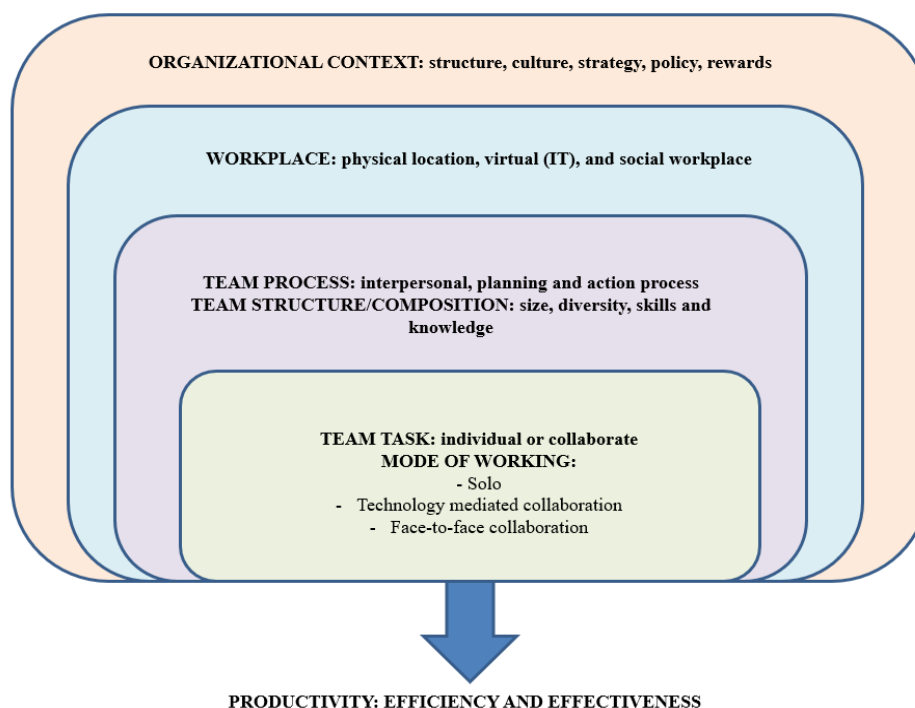 ORGANIZATIONAL CONTEXT: structure, culture, strategy, policy, rewards
WORKPLACE: physical location, virtual (IT), and social workplace
TEAM PROCESS: interpersonal, planning and action process
TEAM STRUCTURE/COMPOSITION: size, diversity, skills and
knowledge
TEAM TASK: individual or collaborate
MODE OF WORKING:
- Solo
- Technology mediated collaboration
- Face-to-face collaboration
PRODUCTIVITY: EFFICIENCY AND EFFECTIVENESS